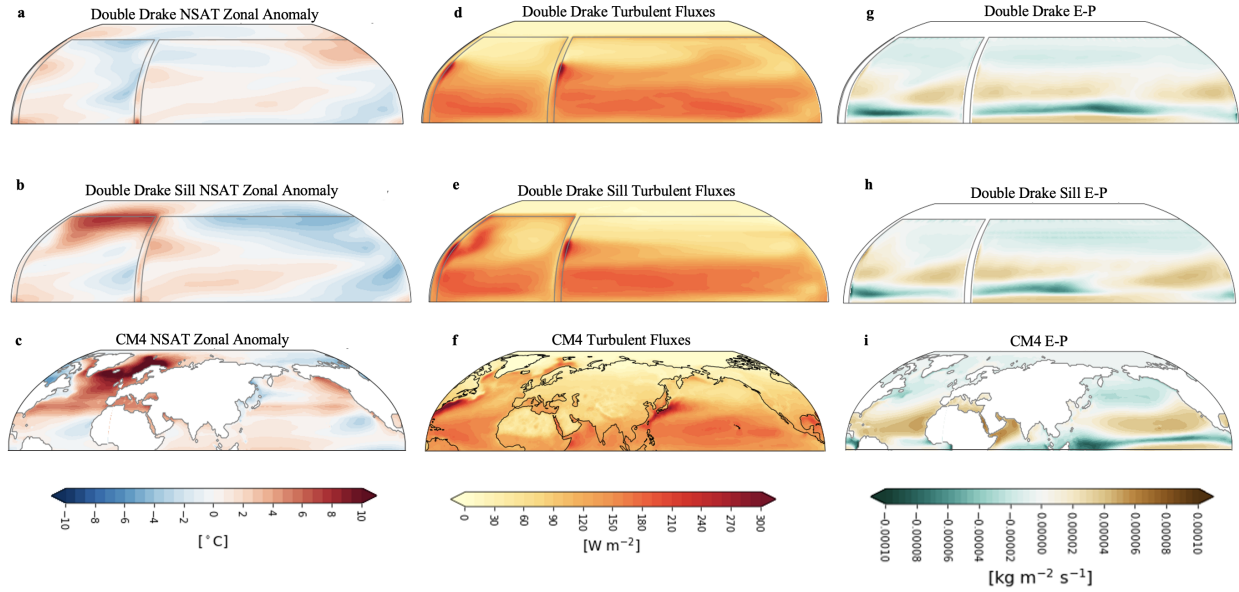 a Double Drake NSAT Zonal Anomaly
d Double Drake Turbulent Fluxes
g Double Drake E-P
b Double Drake Sill NSAT Zonal Anomaly
e Double Drake Sill Turbulent Fluxes
h Double Drake Sill E-P
c CM4 NSAT Zonal Anomaly
f CM4 Turbulent Fluxes
i CM4 E-P
−10 −8 −6 −4 −2 0 2 4 6 8 10
[°C]
0 30 60 90 120 150 180 210 240 270 300
[W m−2]
−0.00010 −0.00008 −0.00006 −0.00004 −0.00002 0.00000 0.00002 0.00004 0.00006 0.00008 0.00010
[kg m−2 s−1]